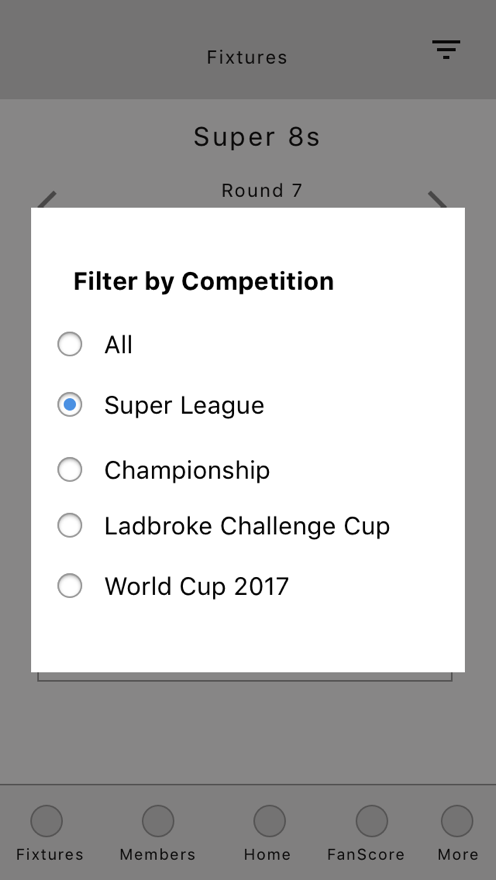 Fixtures
Super 8s
Round 7
Filter by Competition
All
Super League
Championship
Ladbroke Challenge Cup
World Cup 2017
Fixtures Members Home FanScore More